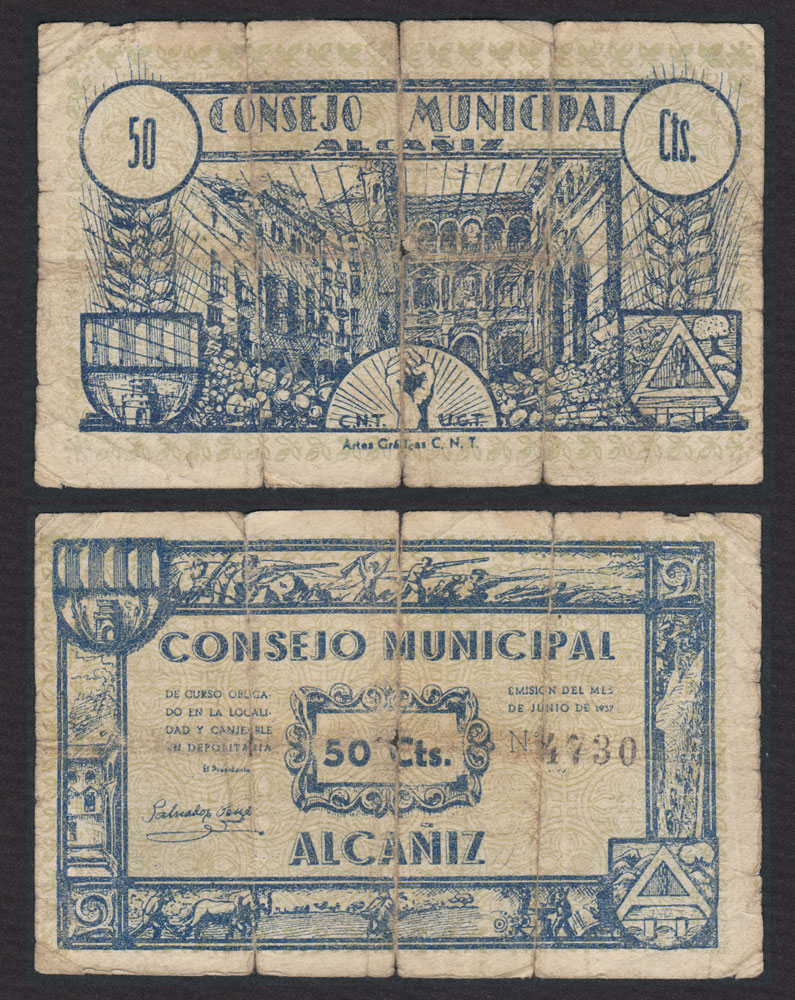 50 CONSEJO MUNICIPAL Cts.
ALCAÑIZ
C.N.T. U.G.T.
Artes Gráficas C. N. T.
CONSEJO MUNICIPAL
DE CURSO OBLIGA-
DO EN LA LOCALI-
DAD Y CANJEABLE
EN DEPOSITARIA
El Presidente
Salvador
EMISION DEL MES
DE JUNIO DE 1937
50 Cts.
Nº 4730
ALCAÑIZ